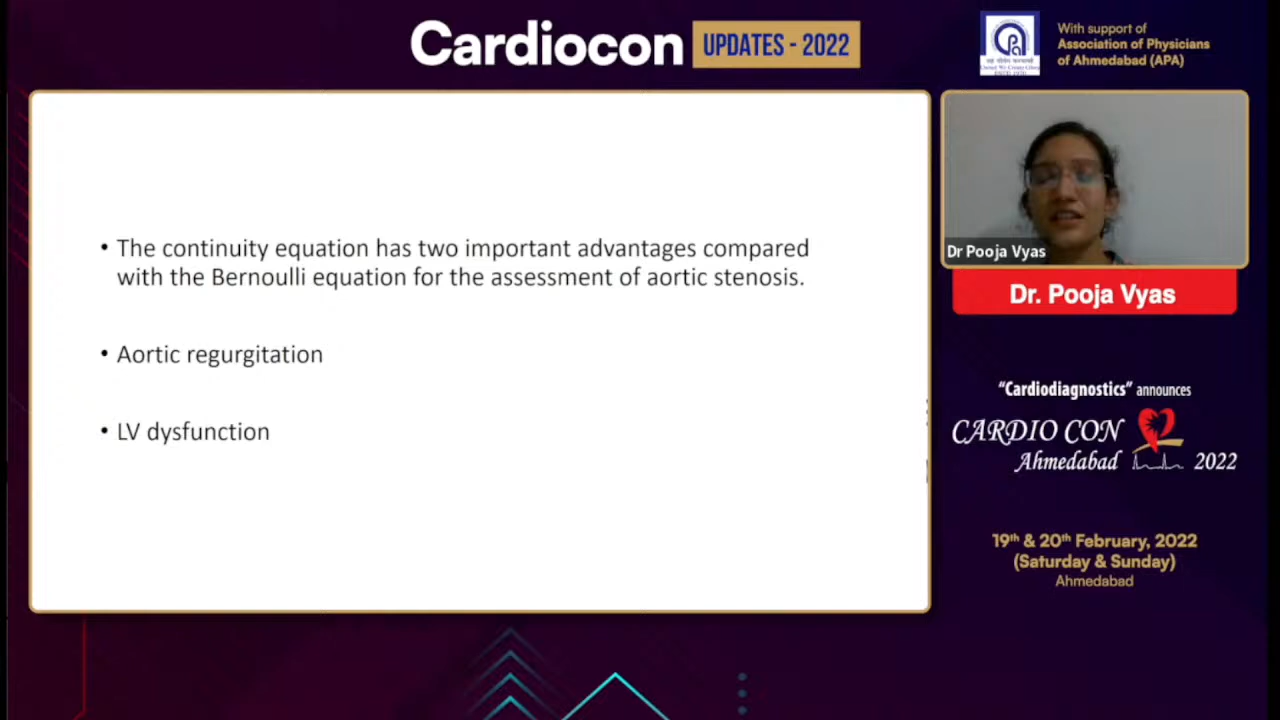 Cardiocon UPDATES - 2022
With support of
Association of Physicians
of Ahmedabad (APA)
• The continuity equation has two important advantages compared
with the Bernoulli equation for the assessment of aortic stenosis.
• Aortic regurgitation
• LV dysfunction
Dr Pooja Vyas
Dr. Pooja Vyas
“Cardiodiagnostics” announces
CARDIO CON
Ahmedabad 2022
19th & 20th February, 2022
(Saturday & Sunday)
Ahmedabad